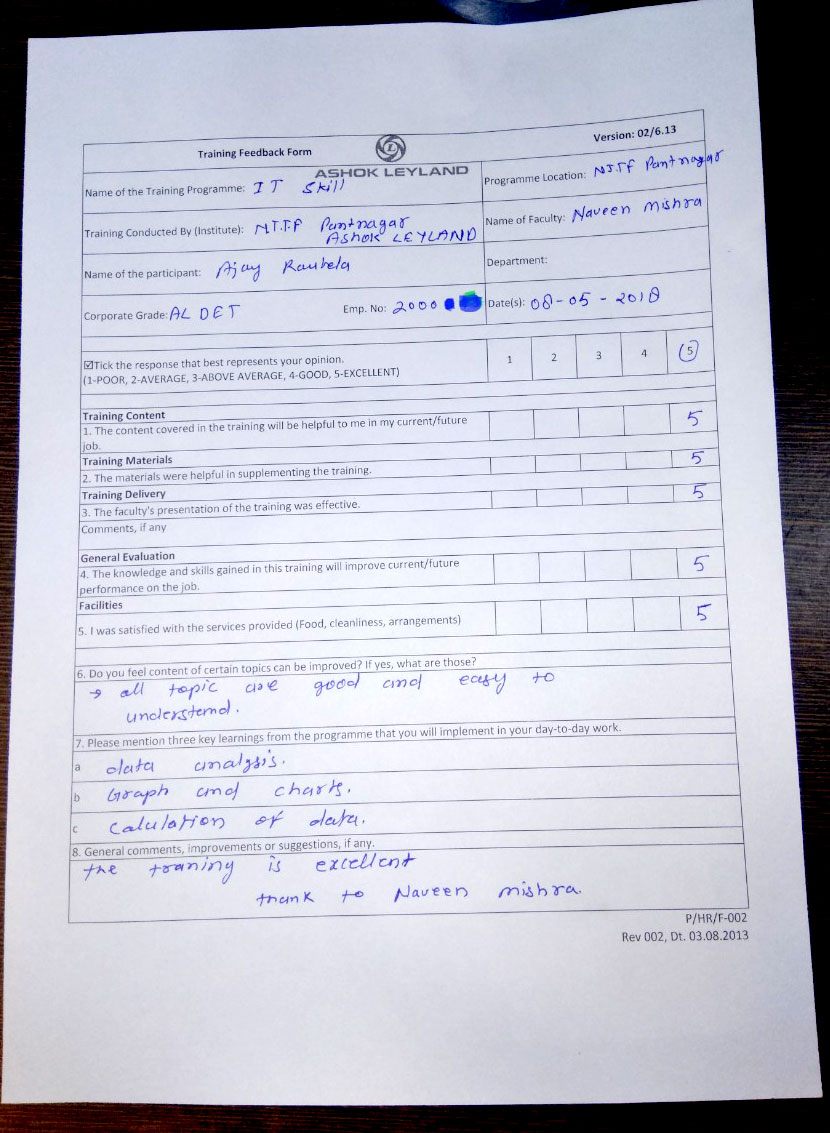 Training Feedback Form
ASHOK LEYLAND
Version: 02/6.13
Name of the Training Programme: IT Skill
Programme Location: N.T.T.F Pantnagar
Training Conducted By (Institute): N.T.T.F Pantnagar
ASHOK LEYLAND
Name of Faculty: Naveen mishra
Name of the participant: Ajay
Department:
Corporate Grade: AL DET
Emp. No: 2000
Date(s): 08-05-2018
☑Tick the response that best represents your opinion.
(1-POOR, 2-AVERAGE, 3-ABOVE AVERAGE, 4-GOOD, 5-EXCELLENT)
1 2 3 4 5
Training Content
1. The content covered in the training will be helpful to me in my current/future
job.
5
Training Materials
2. The materials were helpful in supplementing the training.
5
Training Delivery
3. The faculty's presentation of the training was effective.
5
Comments, if any
General Evaluation
4. The knowledge and skills gained in this training will improve current/future
performance on the job.
5
Facilities
5. I was satisfied with the services provided (Food, cleanliness, arrangements)
5
6. Do you feel content of certain topics can be improved? If yes, what are those?
→ all topic are good and easy to
understand.
7. Please mention three key learnings from the programme that you will implement in your day-to-day work.
a data analysis.
b Graph and charts.
c Calulation of data.
8. General comments, improvements or suggestions, if any.
the traning is excellent
thank to Naveen mishra.
P/HR/F-002
Rev 002, Dt. 03.08.2013